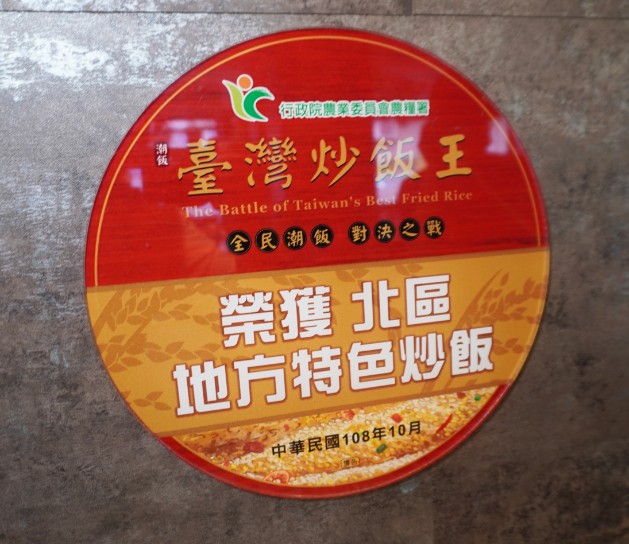 行政院農業委員會農糧署
潮飯
臺灣炒飯王
The Battle of Taiwan's Best Fried Rice
全民潮飯 對決之戰
榮獲 北區
地方特色炒飯
中華民國108年10月